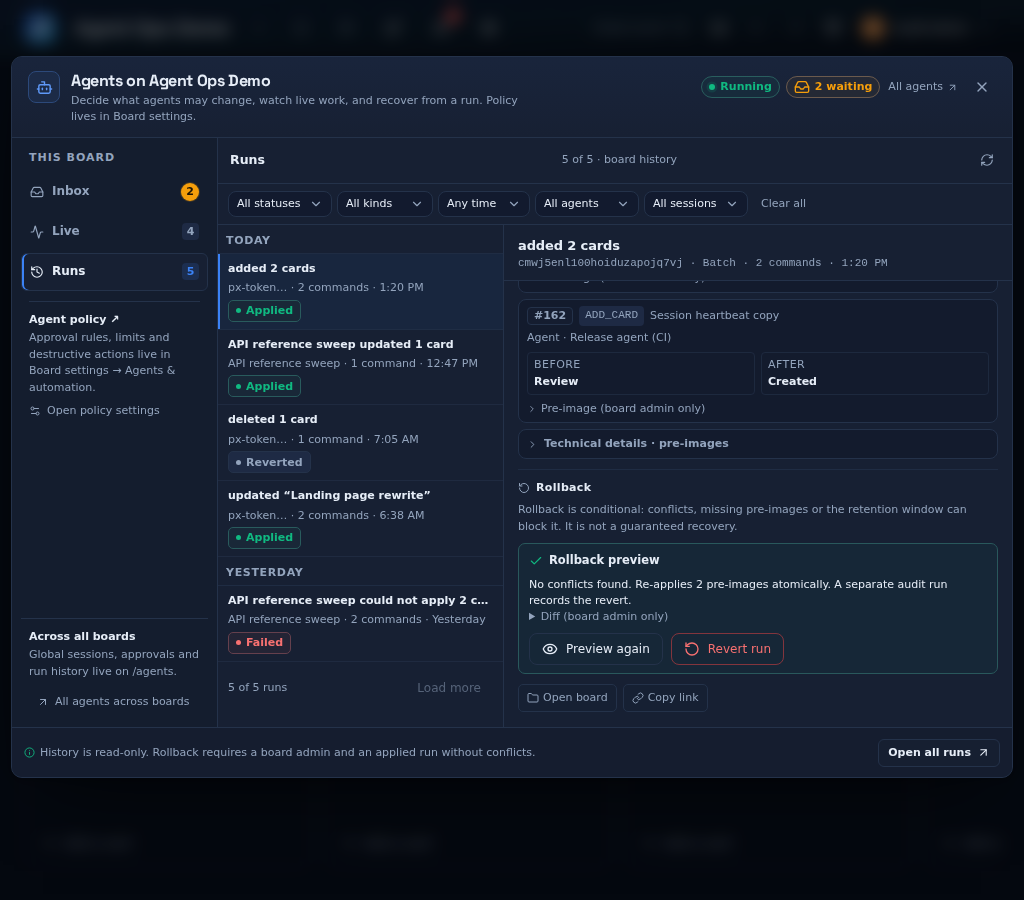 Agents on Agent Ops Demo
Decide what agents may change, watch live work, and recover from a run. Policy
lives in Board settings.
Running
2 waiting
All agents ↗
THIS BOARD
Inbox 2
Live 4
Runs 5
Agent policy ↗
Approval rules, limits and
destructive actions live in
Board settings → Agents &
automation.
Open policy settings
Across all boards
Global sessions, approvals and
run history live on /agents.
All agents across boards
Runs
5 of 5 · board history
All statuses
All kinds
Any time
All agents
All sessions
Clear all
TODAY
added 2 cards
px-token… · 2 commands · 1:20 PM
Applied
API reference sweep updated 1 card
API reference sweep · 1 command · 12:47 PM
Applied
deleted 1 card
px-token… · 1 command · 7:05 AM
Reverted
updated “Landing page rewrite”
px-token… · 2 commands · 6:38 AM
Applied
YESTERDAY
API reference sweep could not apply 2 c…
API reference sweep · 2 commands · Yesterday
Failed
5 of 5 runs
Load more
added 2 cards
cmwj5enl100hoiduzapojq7vj · Batch · 2 commands · 1:20 PM
#162 ADD_CARD Session heartbeat copy
Agent · Release agent (CI)
BEFORE
Review
AFTER
Created
Pre-image (board admin only)
Technical details · pre-images
Rollback
Rollback is conditional: conflicts, missing pre-images or the retention window can
block it. It is not a guaranteed recovery.
Rollback preview
No conflicts found. Re-applies 2 pre-images atomically. A separate audit run
records the revert.
Diff (board admin only)
Preview again
Revert run
Open board
Copy link
History is read-only. Rollback requires a board admin and an applied run without conflicts.
Open all runs